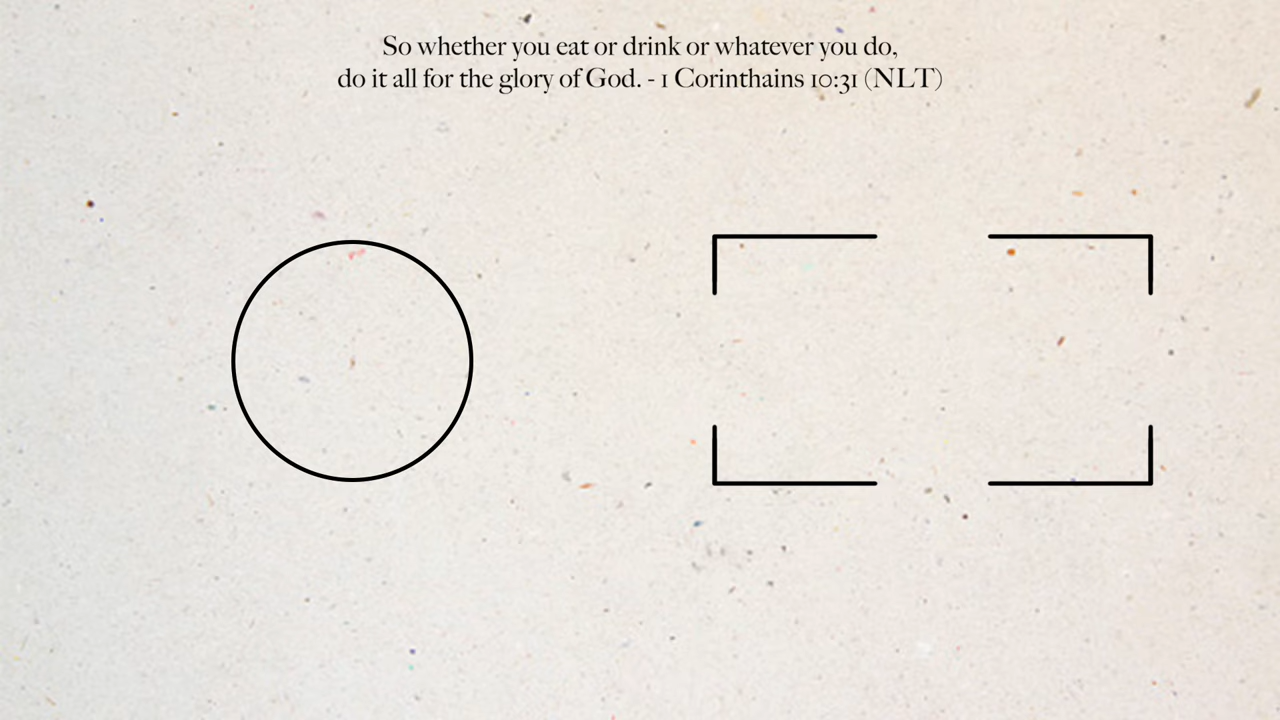 So whether you eat or drink or whatever you do,
do it all for the glory of God. - 1 Corinthains 10:31 (NLT)